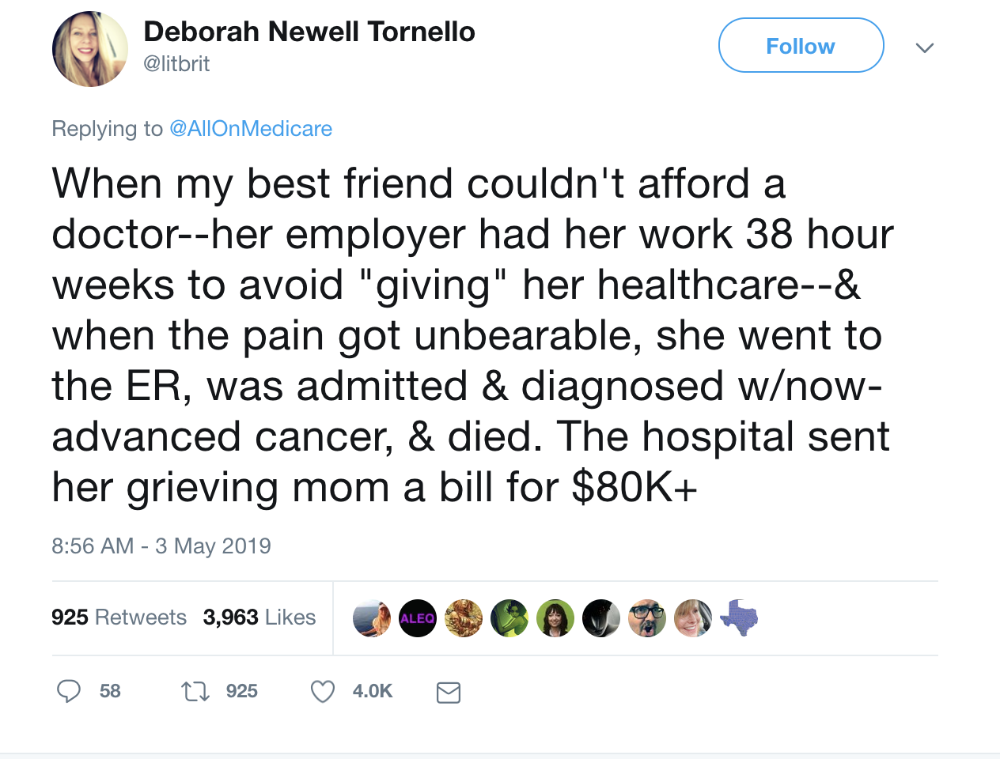 Deborah Newell Tornello
@litbrit
Follow
Replying to @AllOnMedicare
When my best friend couldn't afford a
doctor--her employer had her work 38 hour
weeks to avoid "giving" her healthcare--&
when the pain got unbearable, she went to
the ER, was admitted & diagnosed w/now-
advanced cancer, & died. The hospital sent
her grieving mom a bill for $80K+
8:56 AM - 3 May 2019
925 Retweets 3,963 Likes
ALEQ
58 925 4.0K